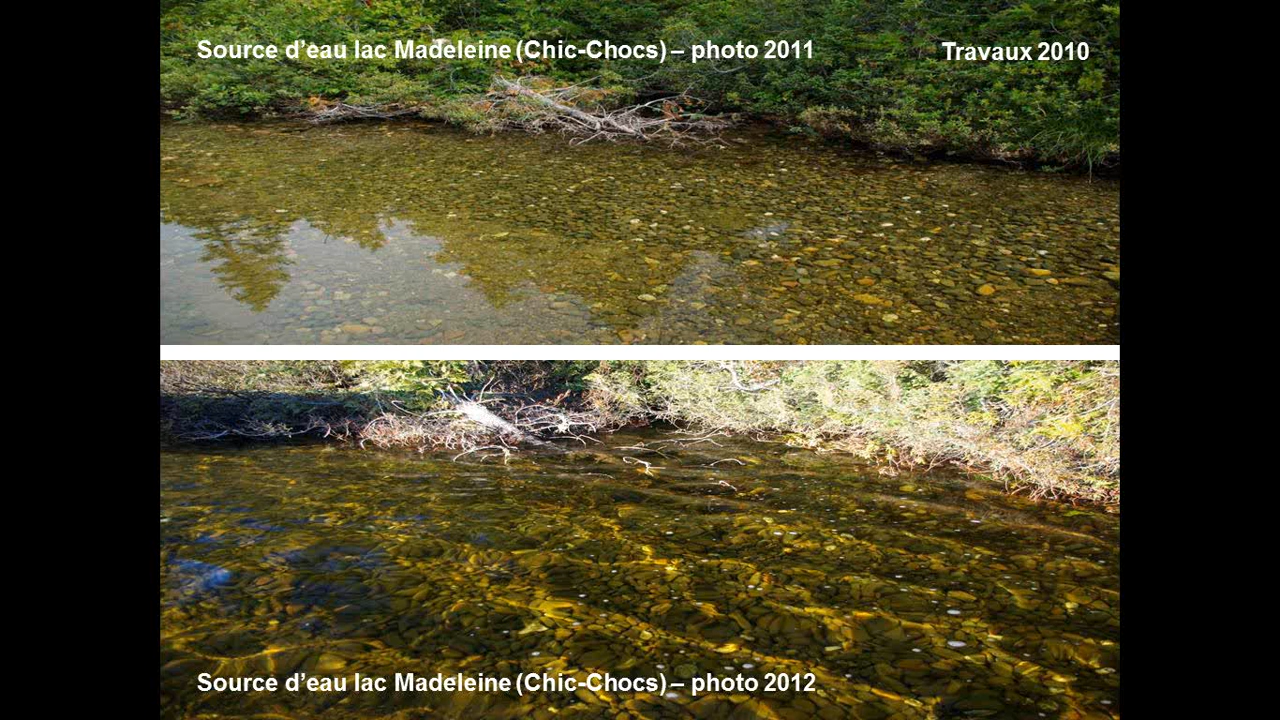 Source d’eau lac Madeleine (Chic-Chocs) – photo 2011
Travaux 2010
Source d’eau lac Madeleine (Chic-Chocs) – photo 2012